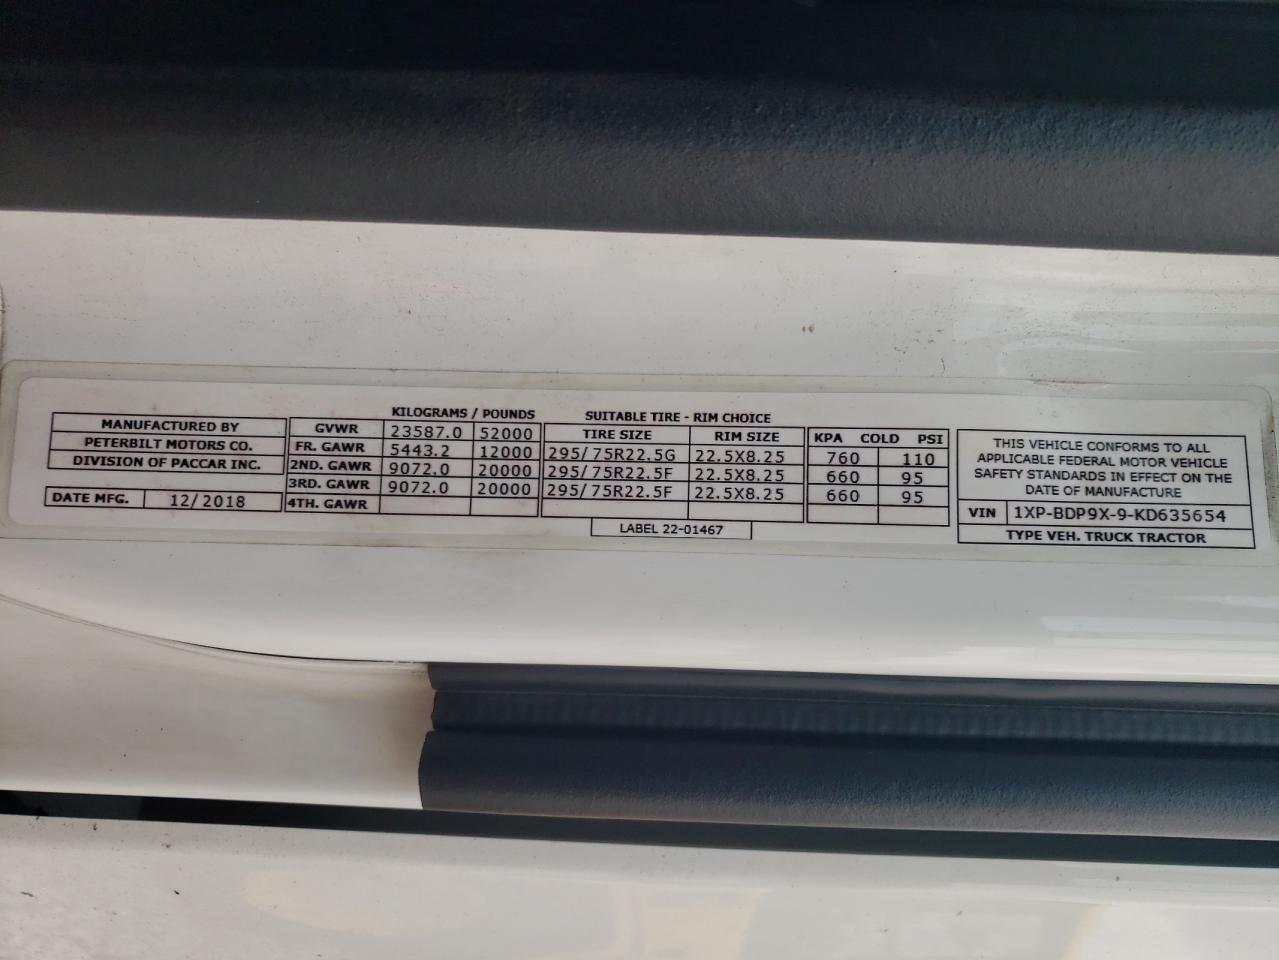 KILOGRAMS / POUNDS SUITABLE TIRE - RIM CHOICE
MANUFACTURED BY
PETERBILT MOTORS CO.
DIVISION OF PACCAR INC.
DATE MFG. 12/2018
GVWR 23587.0 52000 TIRE SIZE RIM SIZE KPA COLD PSI
FR. GAWR 5443.2 12000 295/75R22.5G 22.5X8.25 760 110
2ND. GAWR 9072.0 20000 295/75R22.5F 22.5X8.25 660 95
3RD. GAWR 9072.0 20000 295/75R22.5F 22.5X8.25 660 95
4TH. GAWR
LABEL 22-01467
THIS VEHICLE CONFORMS TO ALL
APPLICABLE FEDERAL MOTOR VEHICLE
SAFETY STANDARDS IN EFFECT ON THE
DATE OF MANUFACTURE
VIN 1XP-BDP9X-9-KD635654
TYPE VEH. TRUCK TRACTOR